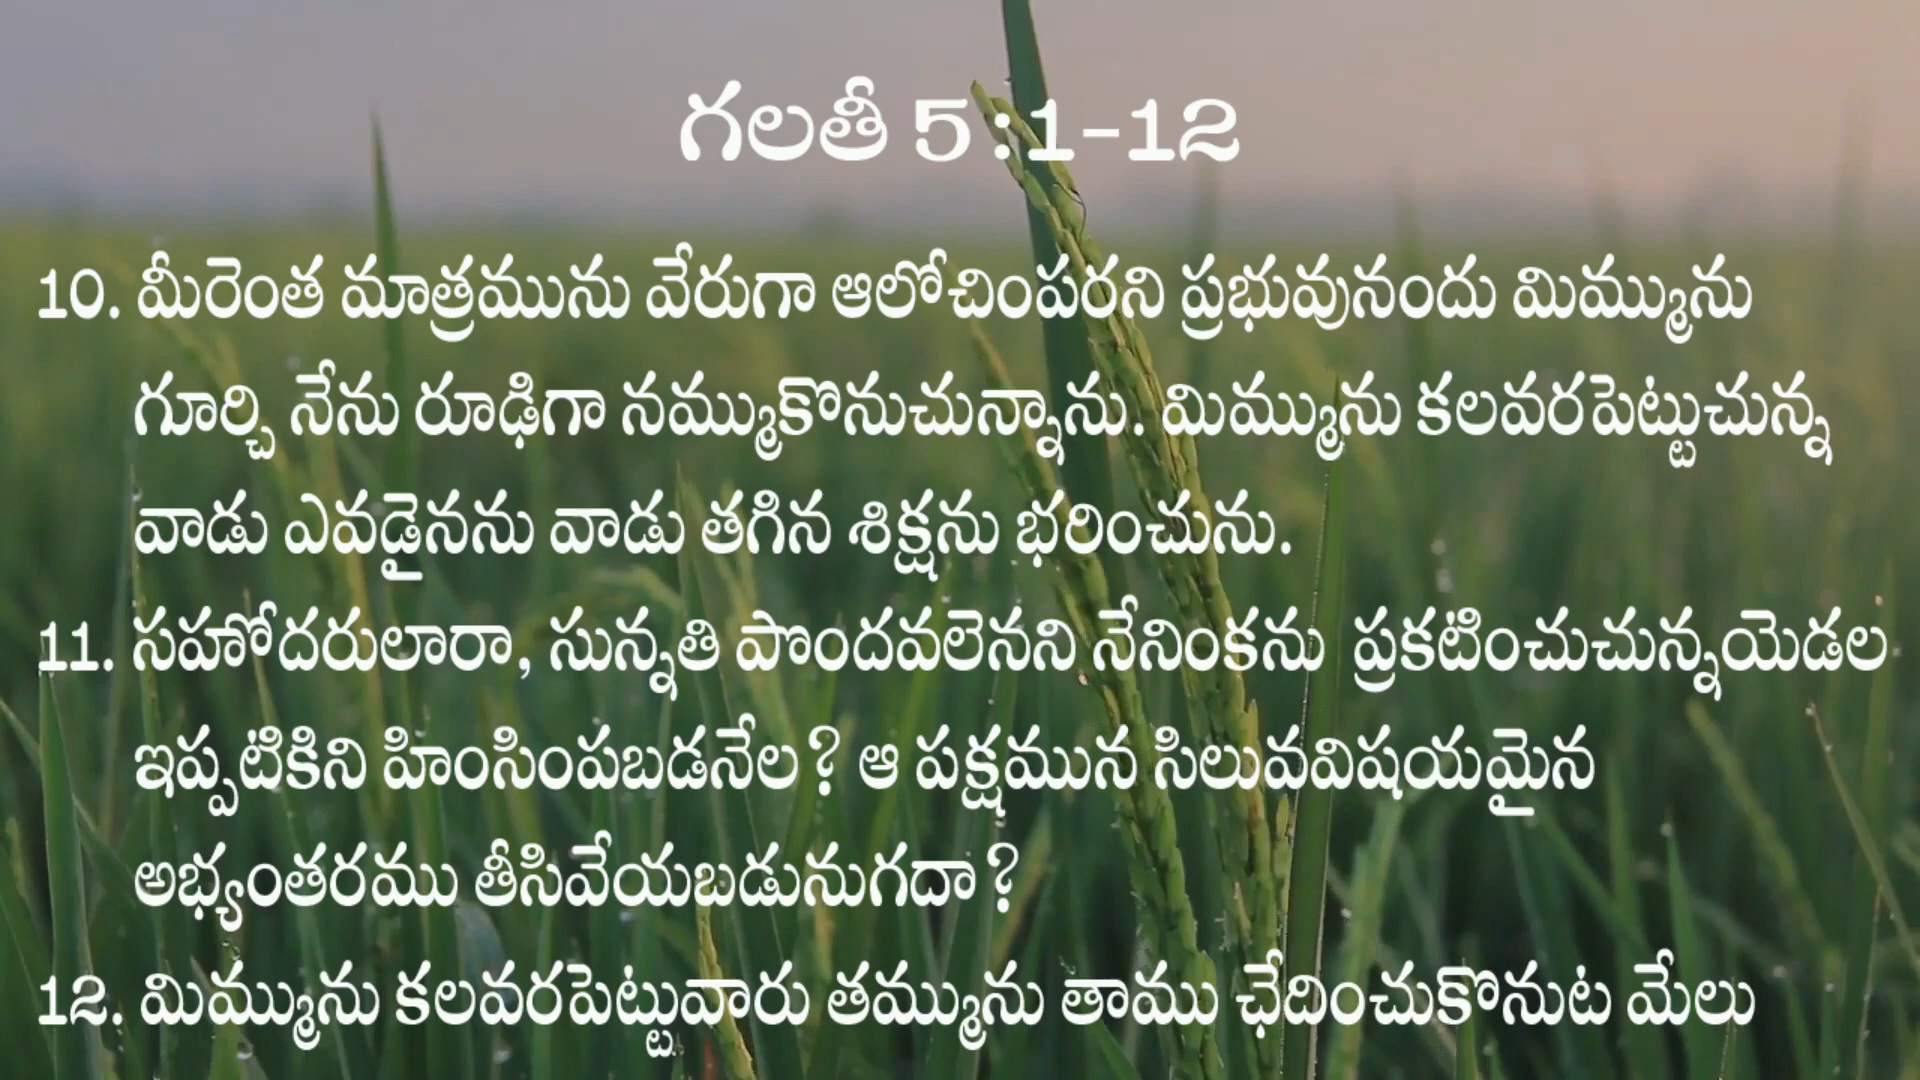 గలతీ 5:1-12
10. మీరెంత మాత్రమును వేరుగా ఆలోచింపరని ప్రభువునందు మిమ్మును
గూర్చి నేను రూఢిగా నమ్ముకొనుచున్నాను. మిమ్మును కలవరపెట్టుచున్న
వాడు ఎవడైనను వాడు తగిన శిక్షను భరించును.
11. సహోదరులారా, సున్నతి పొందవలెనని నేనింకను ప్రకటించుచున్నయెడల
ఇప్పటికిని హింసింపబడనేల? ఆ పక్షమున సిలువవిషయమైన
అభ్యంతరము తీసివేయబడునుగదా?
12. మిమ్మును కలవరపెట్టువారు తమ్మును తాము ఛేదించుకొనుట మేలు